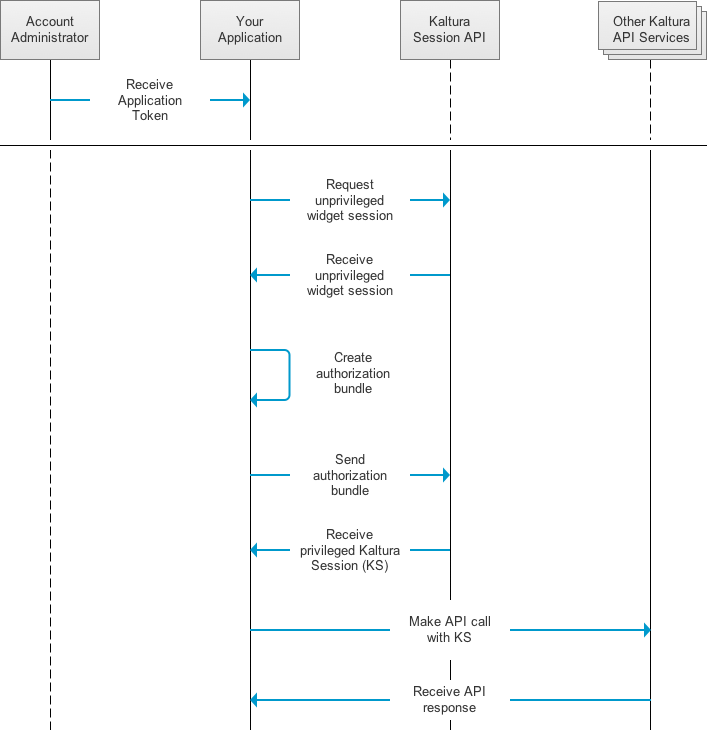 Account
Administrator
Your
Application
Kaltura
Session API
Other Kaltura
API Services
Receive
Application
Token
Request
unprivileged
widget session
Receive
unprivileged
widget session
Create
authorization
bundle
Send
authorization
bundle
Receive
privileged Kaltura
Session (KS)
Make API call
with KS
Receive API
response